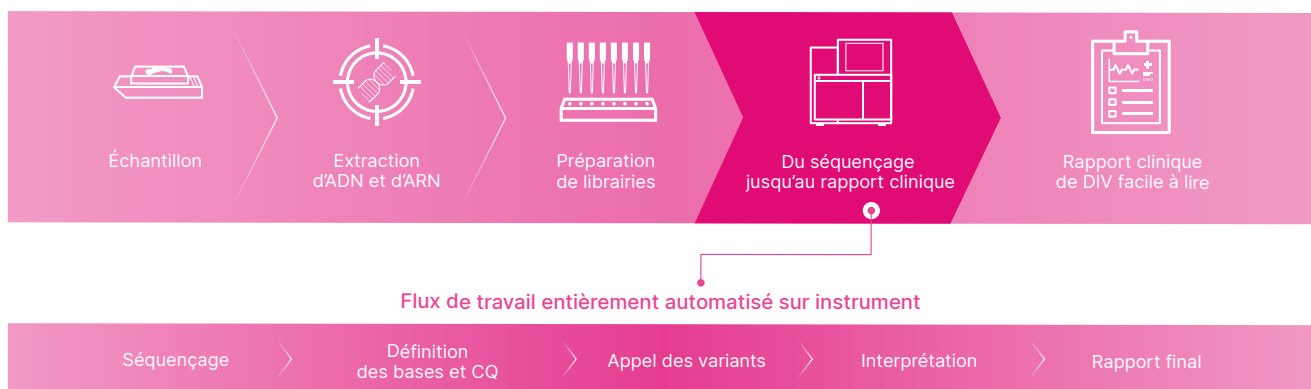 Échantillon
Extraction
d'ADN et d'ARN
Préparation
de librairies
Du séquençage
jusqu'au rapport clinique
Rapport clinique
de DIV facile à lire
Flux de travail entièrement automatisé sur instrument
Séquençage
Définition
des bases et CQ
Appel des variants
Interprétation
Rapport final